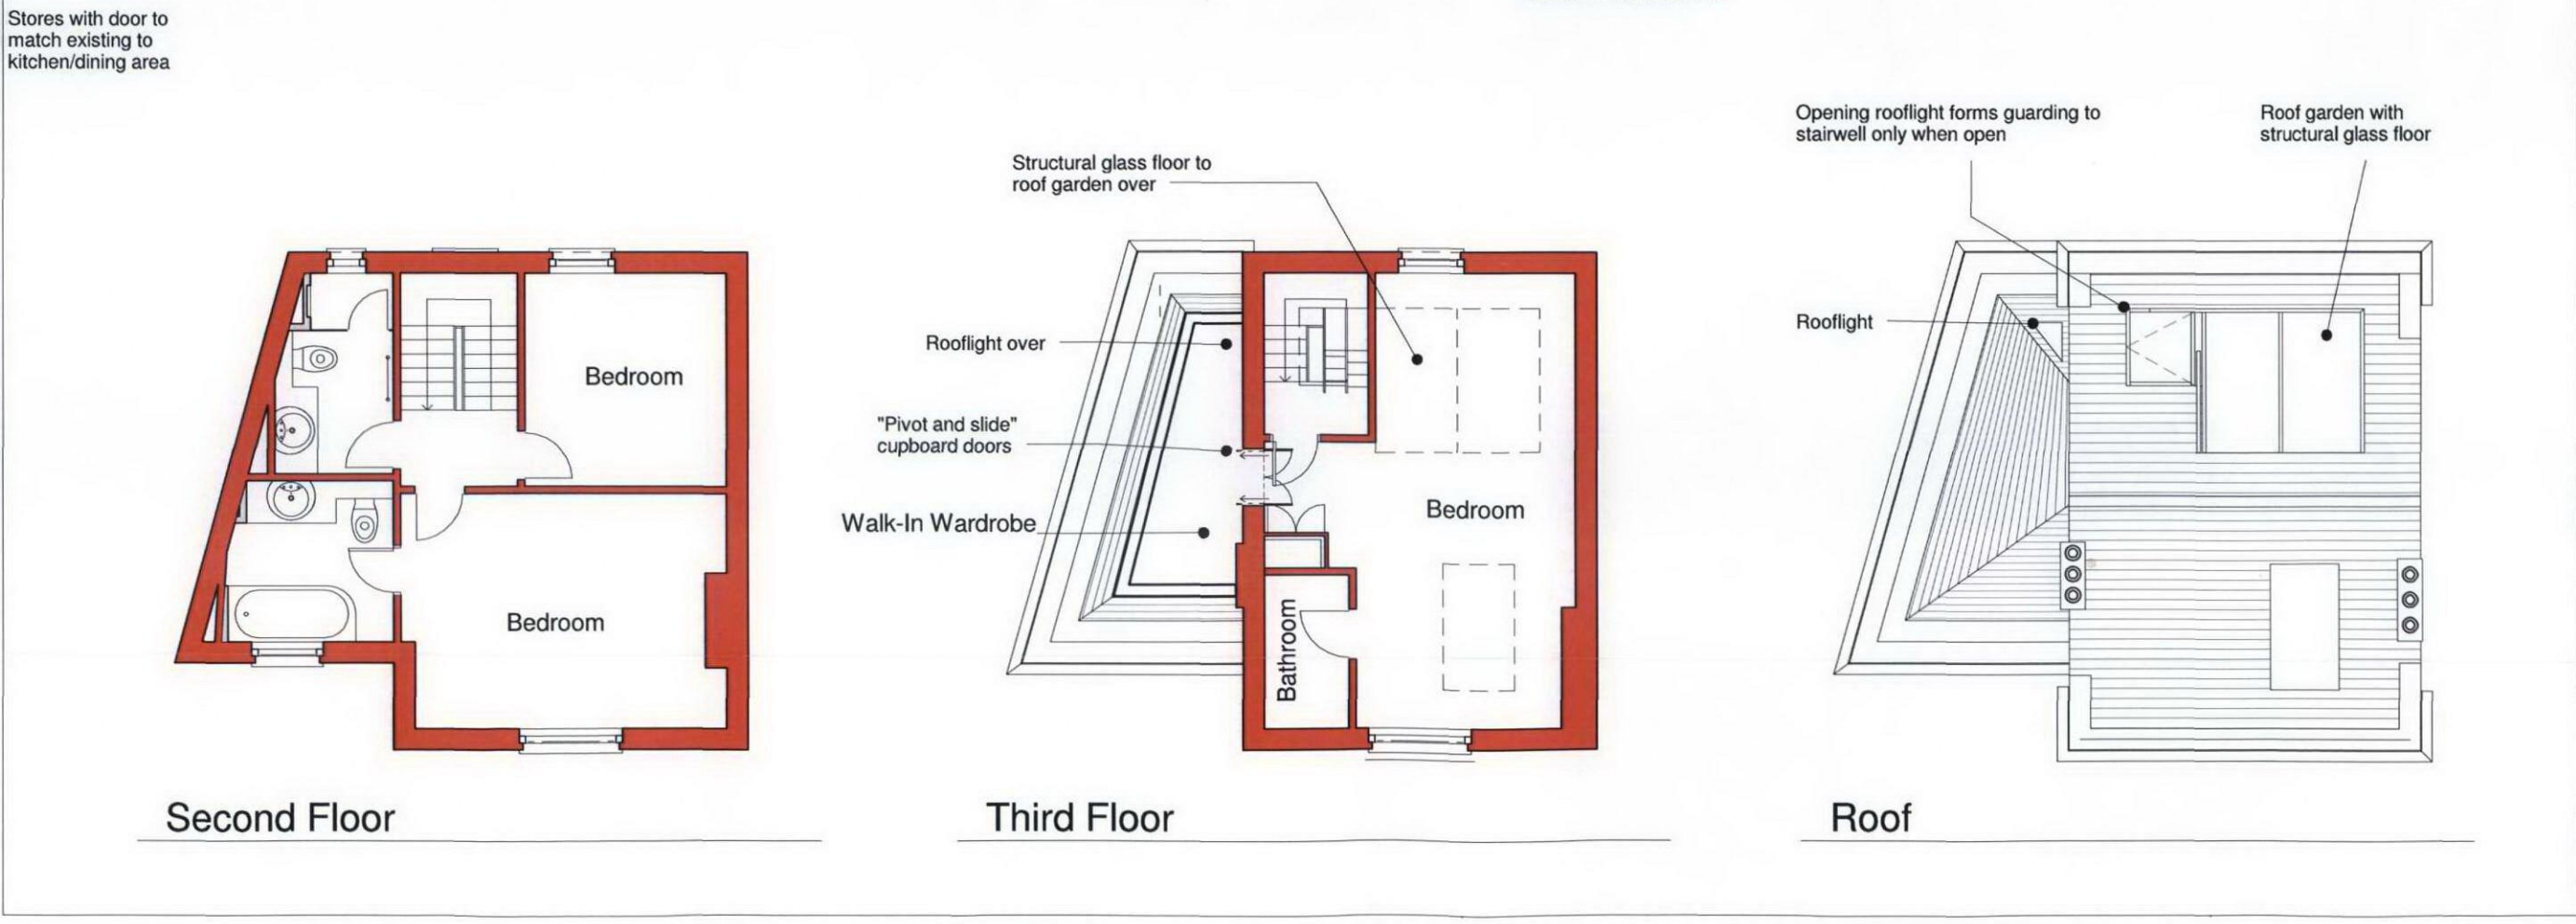 Stores with door to
match existing to
kitchen/dining area
Bedroom
Bedroom
Second Floor
Structural glass floor to
roof garden over
Rooflight over
"Pivot and slide"
cupboard doors
Walk-In Wardrobe
Bedroom
Bathroom
Third Floor
Opening rooflight forms guarding to
stairwell only when open
Roof garden with
structural glass floor
Rooflight
Roof